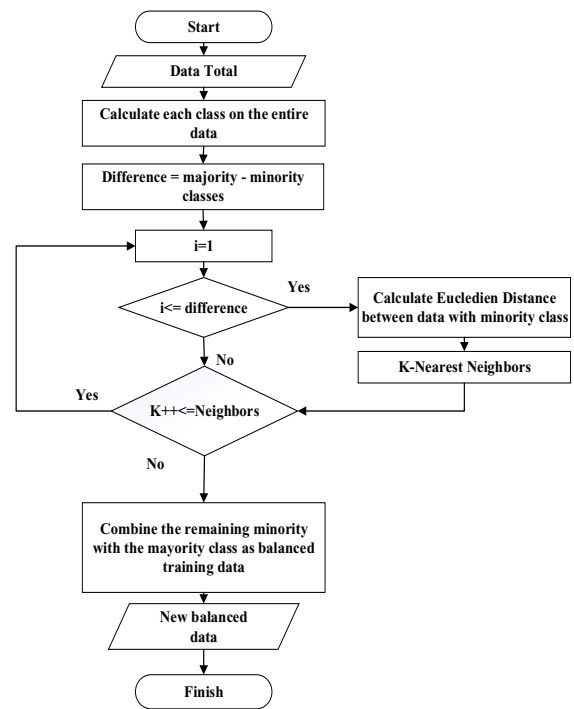 Start
Data Total
Calculate each class on the entire
data
Difference = majority - minority
classes
i=1
i<= difference
Yes
Calculate Eucledien Distance
between data with minority class
K-Nearest Neighbors
No
Yes
K++<=Neighbors
No
Combine the remaining minority
with the mayority class as balanced
training data
New balanced
data
Finish